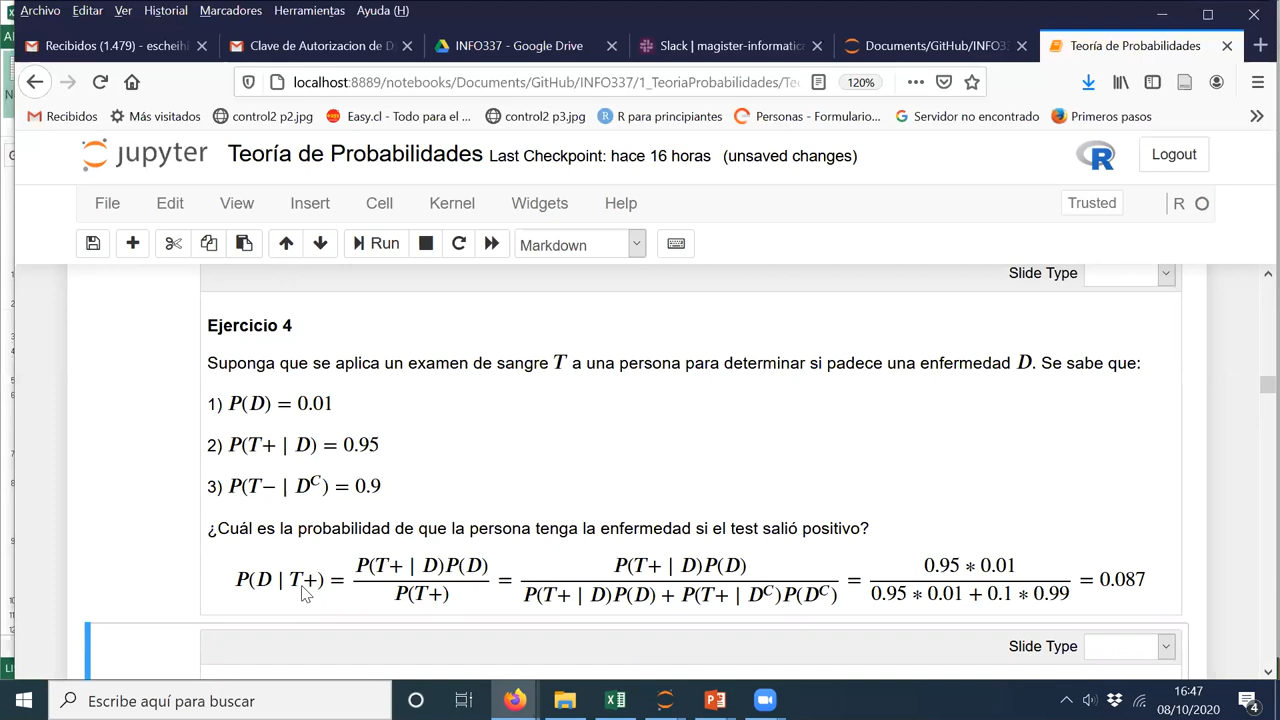 Archivo Editar Ver Historial Marcadores Herramientas Ayuda (H)
Recibidos (1.479) - escheih Clave de Autorización de D INFO337 - Google Drive Slack | magister-informatica Documents/GitHub/INFO33 Teoría de Probabilidades
localhost:8889/notebooks/Documents/GitHub/INFO337/1_TeoriaProbabilidades/Te 120%
Recibidos Más visitados control2 p2.jpg Easy.cl - Todo para el ... control2 p3.jpg R para principiantes Personas - Formulario... Servidor no encontrado Primeros pasos
jupyter Teoría de Probabilidades Last Checkpoint: hace 16 horas (unsaved changes) R Logout
File Edit View Insert Cell Kernel Widgets Help Trusted R
Run Markdown
Slide Type
Ejercicio 4
Suponga que se aplica un examen de sangre T a una persona para determinar si padece una enfermedad D. Se sabe que:
1) P(D) = 0.01
2) P(T+ | D) = 0.95
3) P(T− | D^C) = 0.9
¿Cuál es la probabilidad de que la persona tenga la enfermedad si el test salió positivo?
P(D | T+) = P(T+ | D)P(D) / P(T+) = P(T+ | D)P(D) / P(T+ | D)P(D) + P(T+ | D^C)P(D^C) = 0.95 * 0.01 / 0.95 * 0.01 + 0.1 * 0.99 = 0.087
Slide Type
Escribe aquí para buscar
16:47
08/10/2020
4